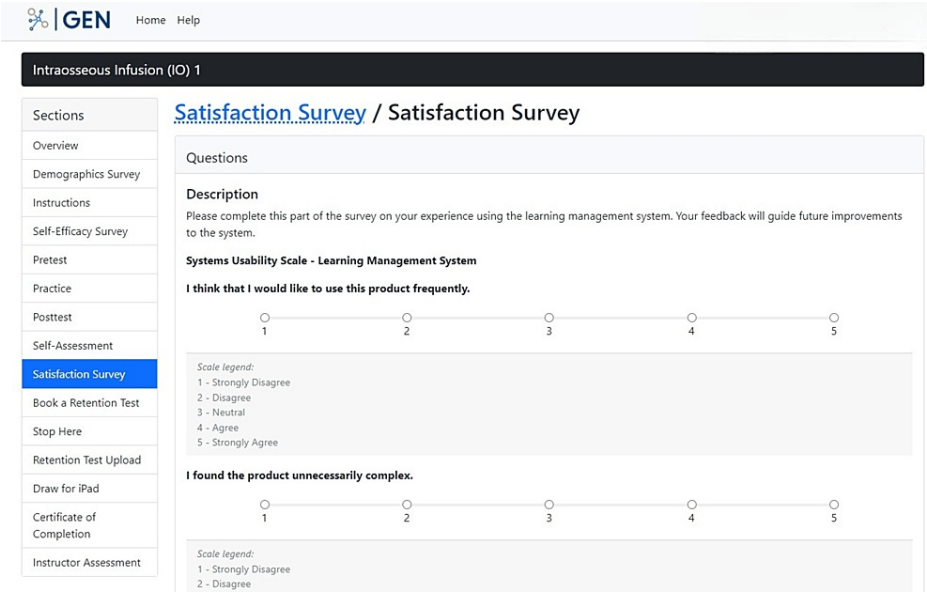 GEN Home Help
Intraosseous Infusion (IO) 1
Sections
Overview
Demographics Survey
Instructions
Self-Efficacy Survey
Pretest
Practice
Posttest
Self-Assessment
Satisfaction Survey
Book a Retention Test
Stop Here
Retention Test Upload
Draw for iPad
Certificate of
Completion
Instructor Assessment
Satisfaction Survey / Satisfaction Survey
Questions
Description
Please complete this part of the survey on your experience using the learning management system. Your feedback will guide future improvements
to the system.
Systems Usability Scale - Learning Management System
I think that I would like to use this product frequently.
1 2 3 4 5
Scale legend:
1 - Strongly Disagree
2 - Disagree
3 - Neutral
4 - Agree
5 - Strongly Agree
I found the product unnecessarily complex.
1 2 3 4 5
Scale legend:
1 - Strongly Disagree
2 - Disagree